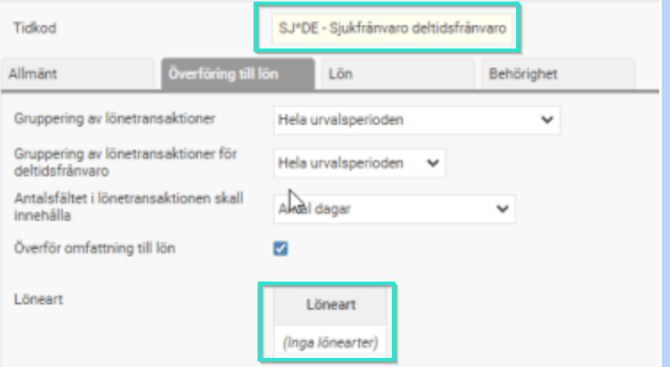 Tidkod
SJ*DE - Sjukfrånvaro deltidsfrånvaro
Allmänt
Överföring till lön
Lön
Behörighet
Gruppering av lönetransaktioner
Hela urvalsperioden
Gruppering av lönetransaktioner för
deltidsfrånvaro
Hela urvalsperioden
Antalsfältet i lönetransaktionen skall
innehålla
Antal dagar
Överför omfattning till lön
Löneart
Löneart
(Inga lönearter)